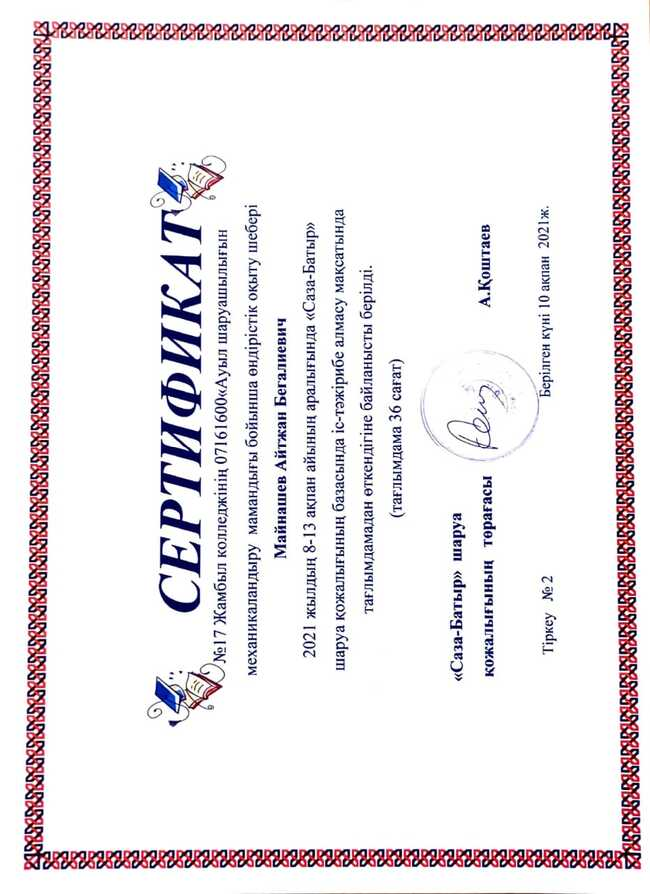 СЕРТИФИКАТ
№17 Жамбыл колледжінің 07161600«Ауыл шаруашылығын
механикаландыру мамандығы бойынша өндірістік оқыту шебері
Майнашев Айтжан Бегалиевич
2021 жылдың 8-13 ақпан айының аралығында «Саза-Батыр»
шаруа қожалығының базасында іс-тәжірибе алмасу мақсатында
тағлымдамадан өткендігіне байланысты берілді.
(тағлымдама 36 сағат)
«Саза-Батыр» шаруа
қожалығының төрағасы А.Қоштаев
Тіркеу № 2 Берілген күні 10 ақпан 2021ж.